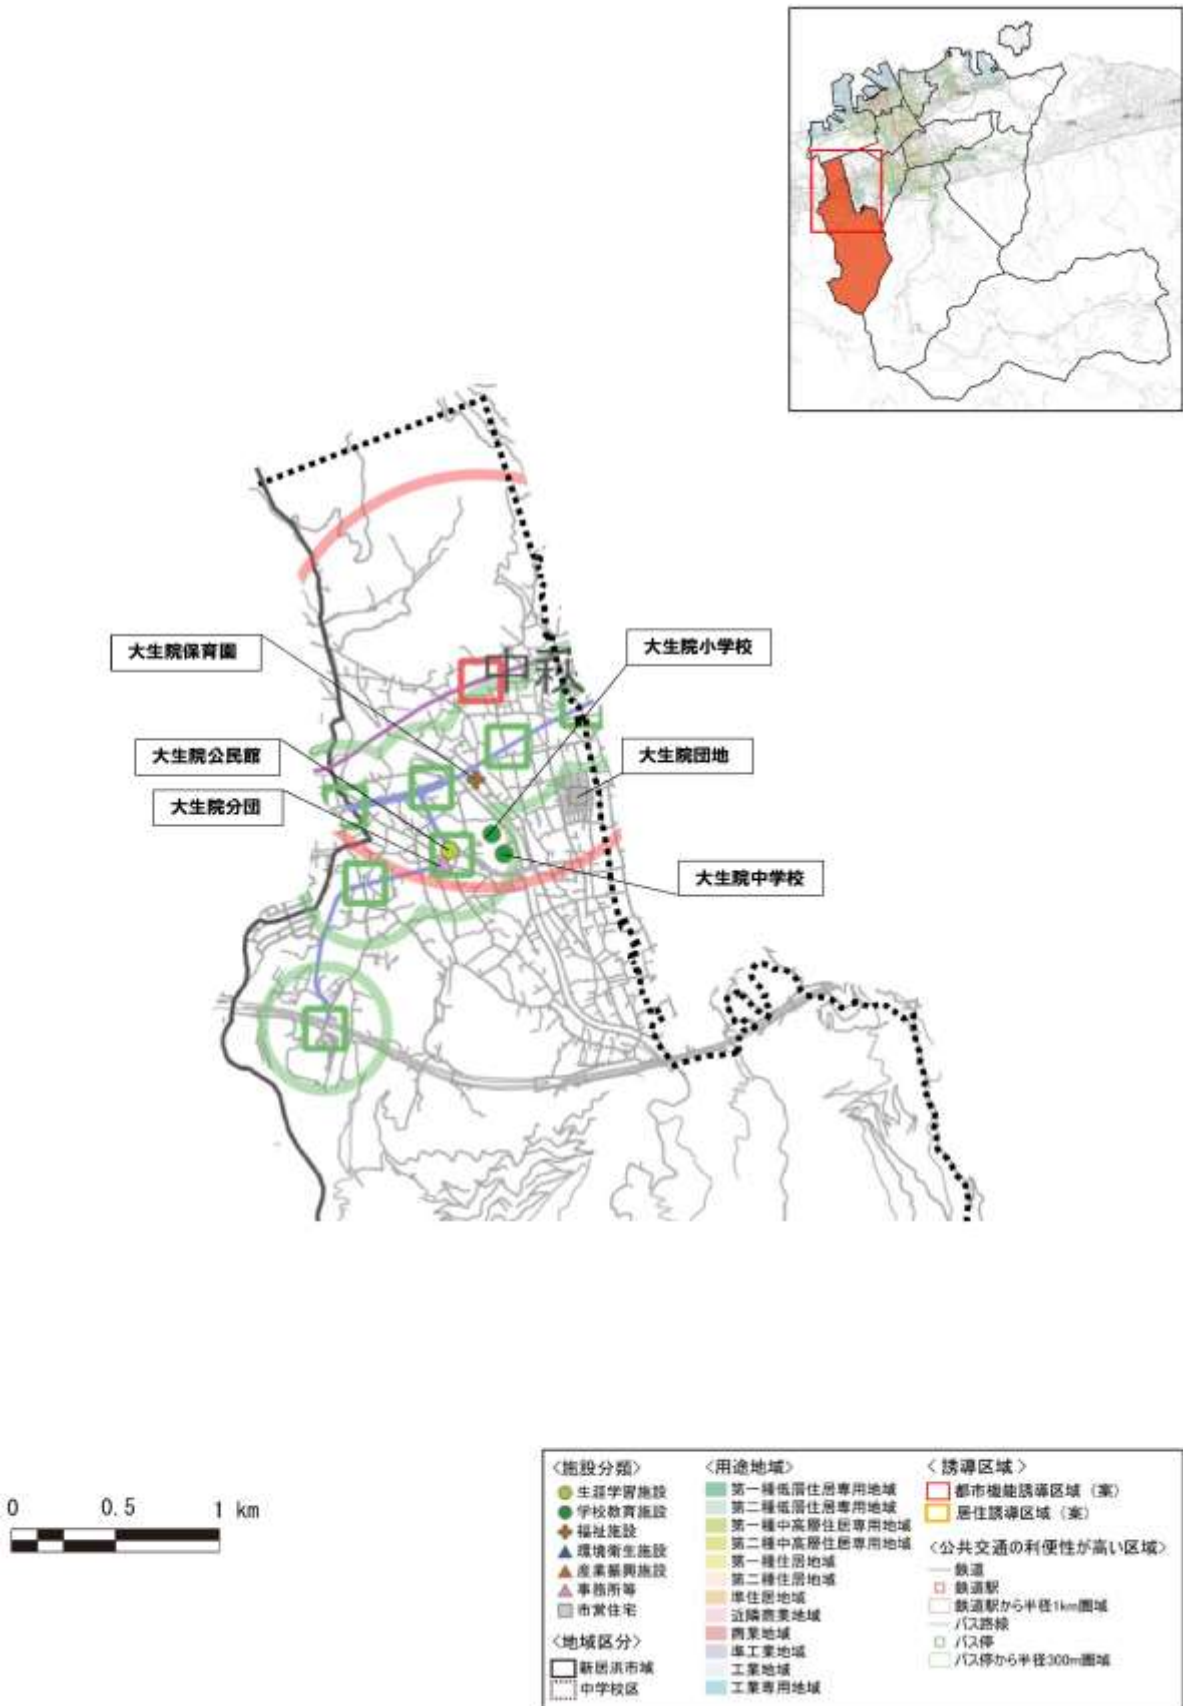 大生院保育園
大生院小学校
中萩
大生院公民館
大生院団地
大生院分団
大生院中学校
0 0.5 1 km
〈施設分類〉
生涯学習施設
学校教育施設
福祉施設
環境衛生施設
産業振興施設
事務所等
市営住宅
〈地域区分〉
新居浜市域
中学校区
〈用途地域〉
第一種低層住居専用地域
第二種低層住居専用地域
第一種中高層住居専用地域
第二種中高層住居専用地域
第一種住居地域
第二種住居地域
準住居地域
近隣商業地域
商業地域
準工業地域
工業地域
工業専用地域
〈誘導区域〉
都市機能誘導区域（案）
居住誘導区域（案）
〈公共交通の利便性が高い区域〉
鉄道
鉄道駅
鉄道駅から半径1km圏域
バス路線
バス停
バス停から半径300m圏域